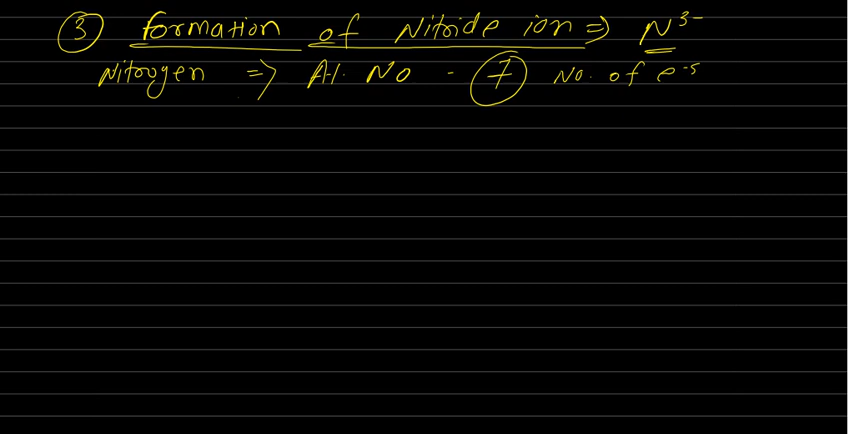 ③ formation of Nitride ion ⇒ N³⁻
Nitrogen ⇒ At. No - 7 No. of e⁻s